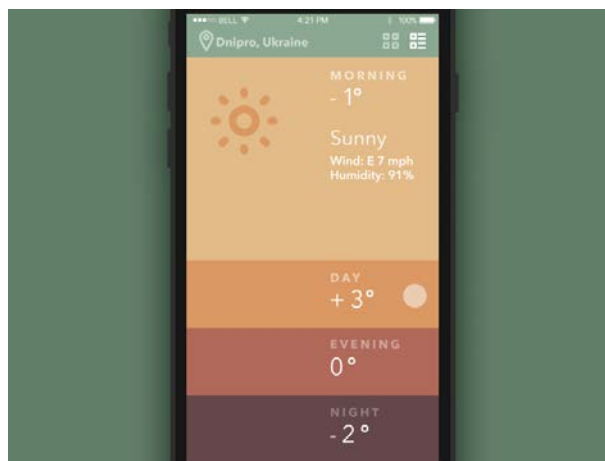 BELL 4:21 PM 100%
Dnipro, Ukraine
MORNING
- 1°
Sunny
Wind: E 7 mph
Humidity: 91%
DAY
+ 3°
EVENING
0°
NIGHT
- 2°